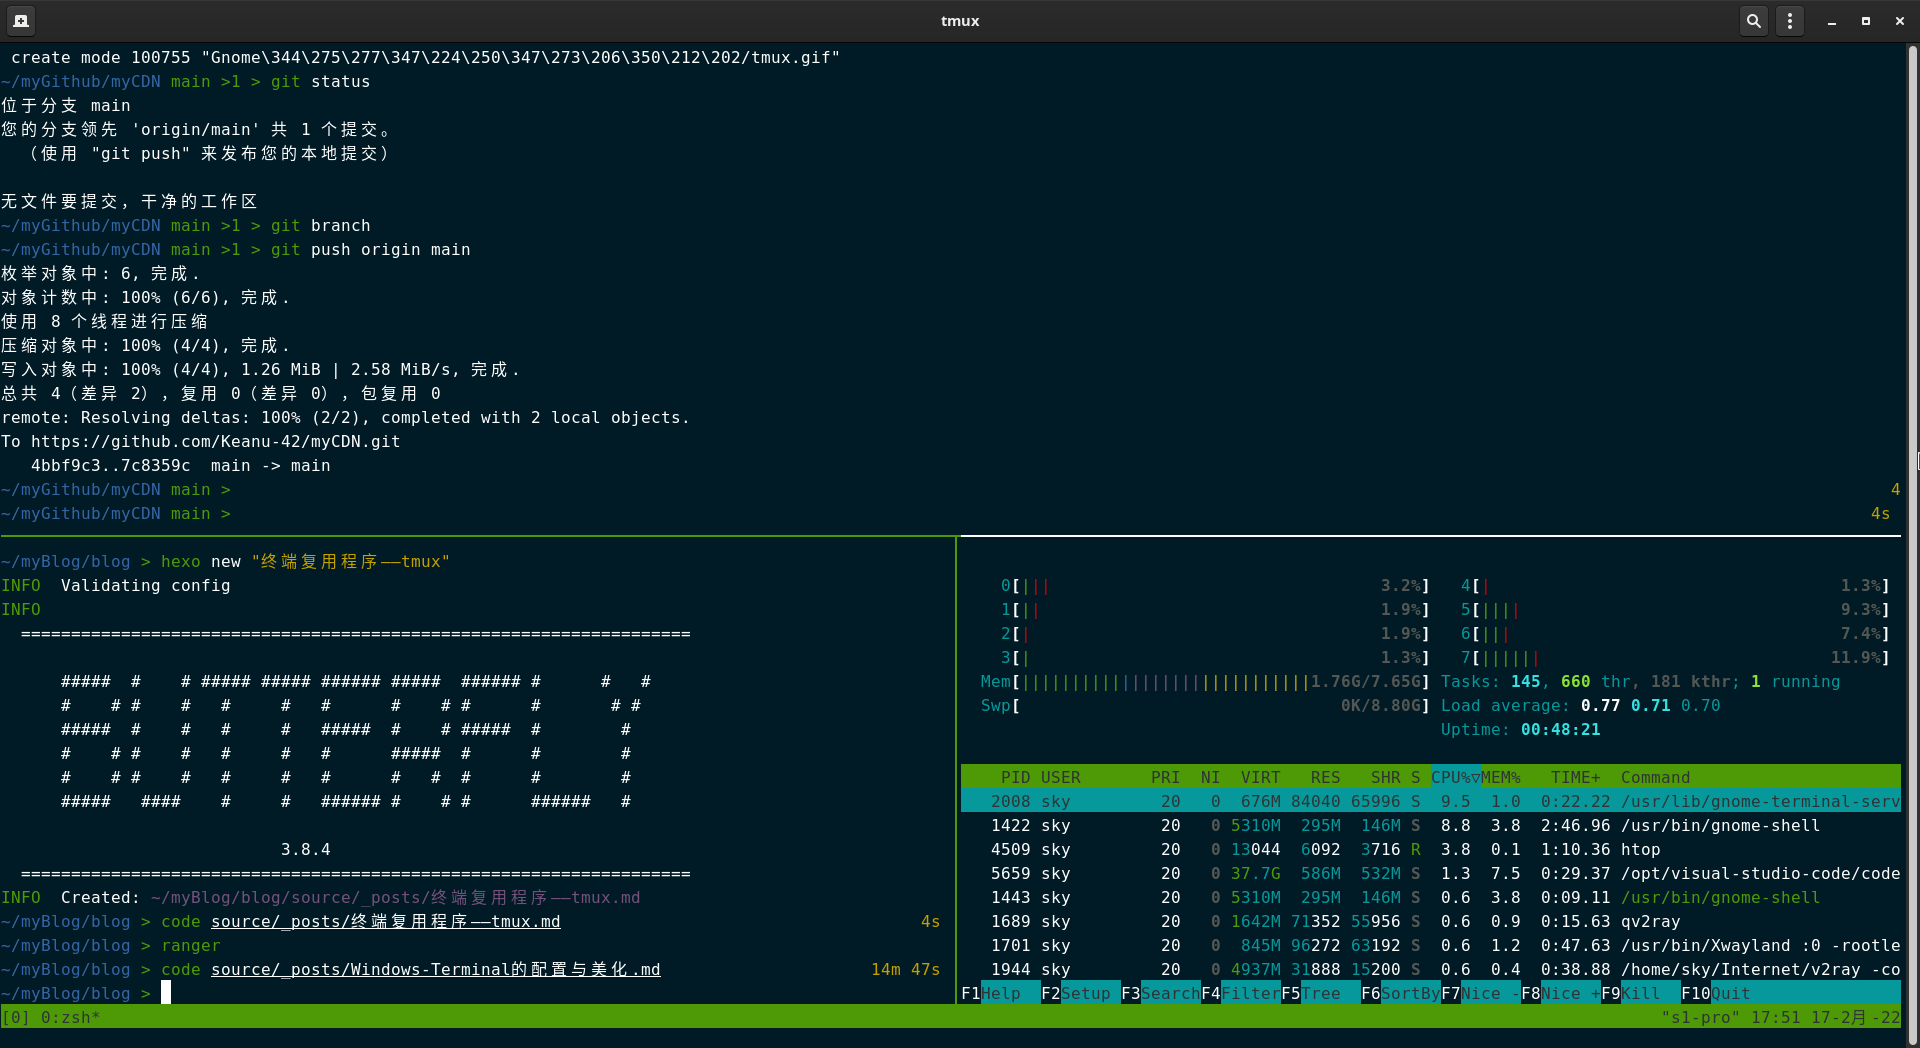 tmux
 create mode 100755 "Gnome\344\275\277\347\224\250\347\273\206\350\212\202/tmux.gif"
~/myGithub/myCDN main >1 > git status
位于分支 main
您的分支领先 'origin/main' 共 1 个提交。
  （使用 "git push" 来发布您的本地提交）
无文件要提交，干净的工作区
~/myGithub/myCDN main >1 > git branch
~/myGithub/myCDN main >1 > git push origin main
枚举对象中: 6, 完成.
对象计数中: 100% (6/6), 完成.
使用 8 个线程进行压缩
压缩对象中: 100% (4/4), 完成.
写入对象中: 100% (4/4), 1.26 MiB | 2.58 MiB/s, 完成.
总共 4（差异 2），复用 0（差异 0），包复用 0
remote: Resolving deltas: 100% (2/2), completed with 2 local objects.
To https://github.com/Keanu-42/myCDN.git
   4bbf9c3..7c8359c  main -> main
~/myGithub/myCDN main > 4
~/myGithub/myCDN main > 4s
~/myBlog/blog > hexo new "终端复用程序——tmux"
INFO  Validating config
INFO
  ===================================================================
      #####  #    # ##### ##### ###### #####  ###### #      #   #
      #    # #    #   #     #   #      #    # #      #       # #
      #####  #    #   #     #   #####  #    # #####  #        #
      #    # #    #   #     #   #      #####  #      #        #
      #    # #    #   #     #   #      #   #  #      #        #
      #####   ####    #     #   ###### #    # #      ######   #
                            3.8.4
  ===================================================================
INFO  Created: ~/myBlog/blog/source/_posts/终端复用程序——tmux.md
~/myBlog/blog > code source/_posts/终端复用程序——tmux.md 4s
~/myBlog/blog > ranger
~/myBlog/blog > code source/_posts/Windows-Terminal的配置与美化.md 14m 47s
~/myBlog/blog >
0[||| 3.2%]   4[| 1.3%]
1[|| 1.9%]   5[|||| 9.3%]
2[| 1.9%]   6[||| 7.4%]
3[| 1.3%]   7[|||||| 11.9%]
Mem[|||||||||||||||||||||||||||||1.76G/7.65G] Tasks: 145, 660 thr, 181 kthr; 1 running
Swp[ 0K/8.80G] Load average: 0.77 0.71 0.70
Uptime: 00:48:21
PID USER PRI NI VIRT RES SHR S CPU%▽MEM% TIME+ Command
2008 sky 20 0 676M 84040 65996 S 9.5 1.0 0:22.22 /usr/lib/gnome-terminal-serv
1422 sky 20 0 5310M 295M 146M S 8.8 3.8 2:46.96 /usr/bin/gnome-shell
4509 sky 20 0 13044 6092 3716 R 3.8 0.1 1:10.36 htop
5659 sky 20 0 37.7G 586M 532M S 1.3 7.5 0:29.37 /opt/visual-studio-code/code
1443 sky 20 0 5310M 295M 146M S 0.6 3.8 0:09.11 /usr/bin/gnome-shell
1689 sky 20 0 1642M 71352 55956 S 0.6 0.9 0:15.63 qv2ray
1701 sky 20 0 845M 96272 63192 S 0.6 1.2 0:47.63 /usr/bin/Xwayland :0 -rootle
1944 sky 20 0 4937M 31888 15200 S 0.6 0.4 0:38.88 /home/sky/Internet/v2ray -co
F1Help  F2Setup F3SearchF4FilterF5Tree  F6SortByF7Nice -F8Nice +F9Kill  F10Quit
[0] 0:zsh* "s1-pro" 17:51 17-2月-22